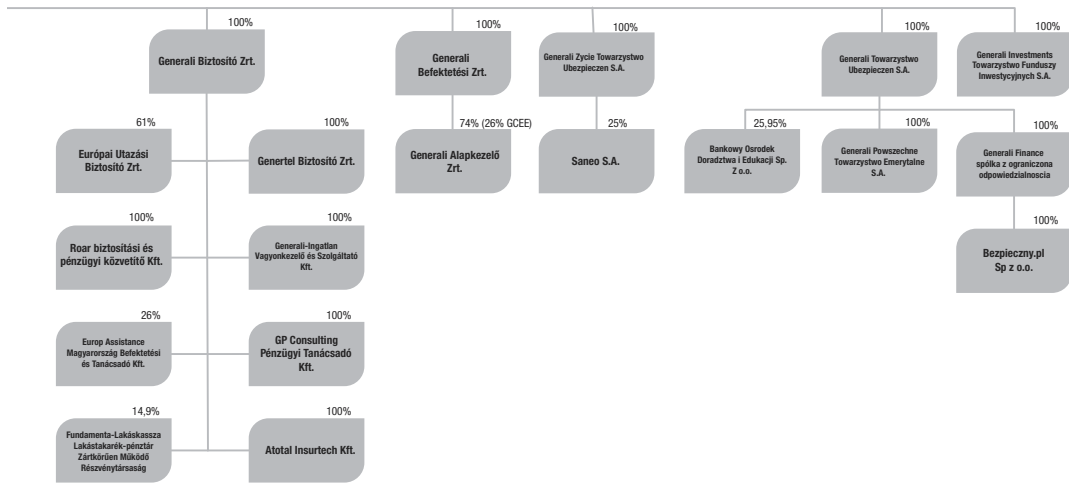 100%
Generali Biztosító Zrt.
100%
Generali
Befektetési Zrt.
100%
Generali Zycie Towarzystwo
Ubezpieczen S.A.
100%
Generali Towarzystwo
Ubezpieczen S.A.
100%
Generali Investments
Towarzystwo Funduszy
Inwestycyjnych S.A.
61%
Európai Utazási
Biztosító Zrt.
100%
Genertel Biztosító Zrt.
74% (26% GCEE)
Generali Alapkezelő
Zrt.
25%
Saneo S.A.
25,95%
Bankowy Osrodek
Doradztwa i Edukacji Sp.
Z o.o.
100%
Generali Powszechne
Towarzystwo Emerytalne
S.A.
100%
Generali Finance
spólka z ograniczona
odpowiedzialnoscia
100%
Roar biztosítási és
pénzügyi közvetítő Kft.
100%
Generali-Ingatlan
Vagyonkezelő és Szolgáltató
Kft.
100%
Bezpieczny.pl
Sp z o.o.
26%
Europ Assistance
Magyarország Befektetési
és Tanácsadó Kft.
100%
GP Consulting
Pénzügyi Tanácsadó
Kft.
14,9%
Fundamenta-Lakáskassza
Lakástakarék-pénztár
Zártkörűen Működő
Részvénytársaság
100%
Atotal Insurtech Kft.